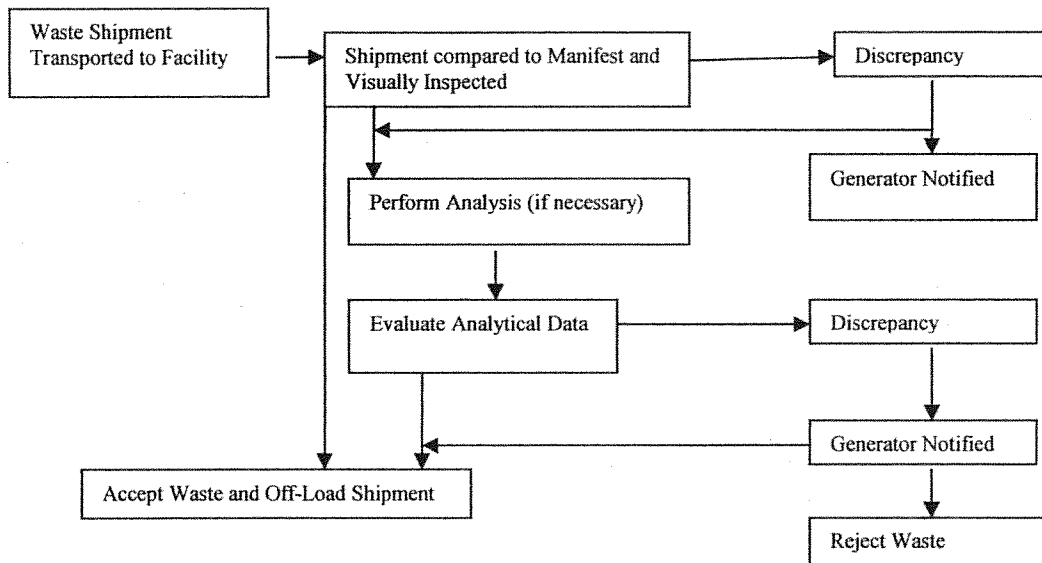 Waste Shipment
Transported to Facility
Shipment compared to Manifest and
Visually Inspected
Discrepancy
Generator Notified
Perform Analysis (if necessary)
Evaluate Analytical Data
Discrepancy
Generator Notified
Accept Waste and Off-Load Shipment
Reject Waste